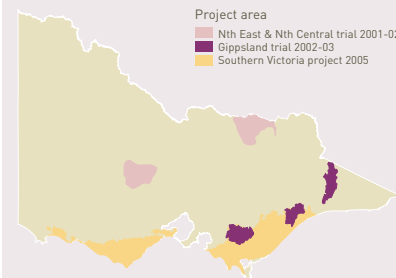 Project area
Nth East & Nth Central trial 2001-02
Gippsland trial 2002-03
Southern Victoria project 2005